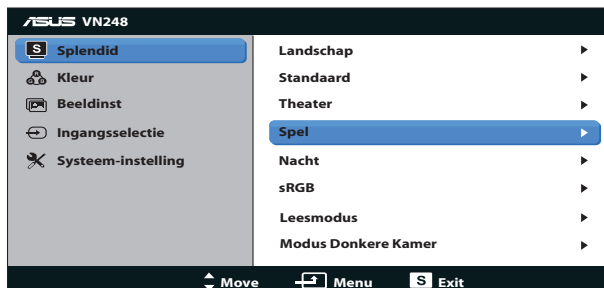 ASUS VN248
S Splendid
Kleur
Beeldinst
Ingangsselectie
Systeem-instelling
Landschap
Standaard
Theater
Spel
Nacht
sRGB
Leesmodus
Modus Donkere Kamer
Move Menu S Exit